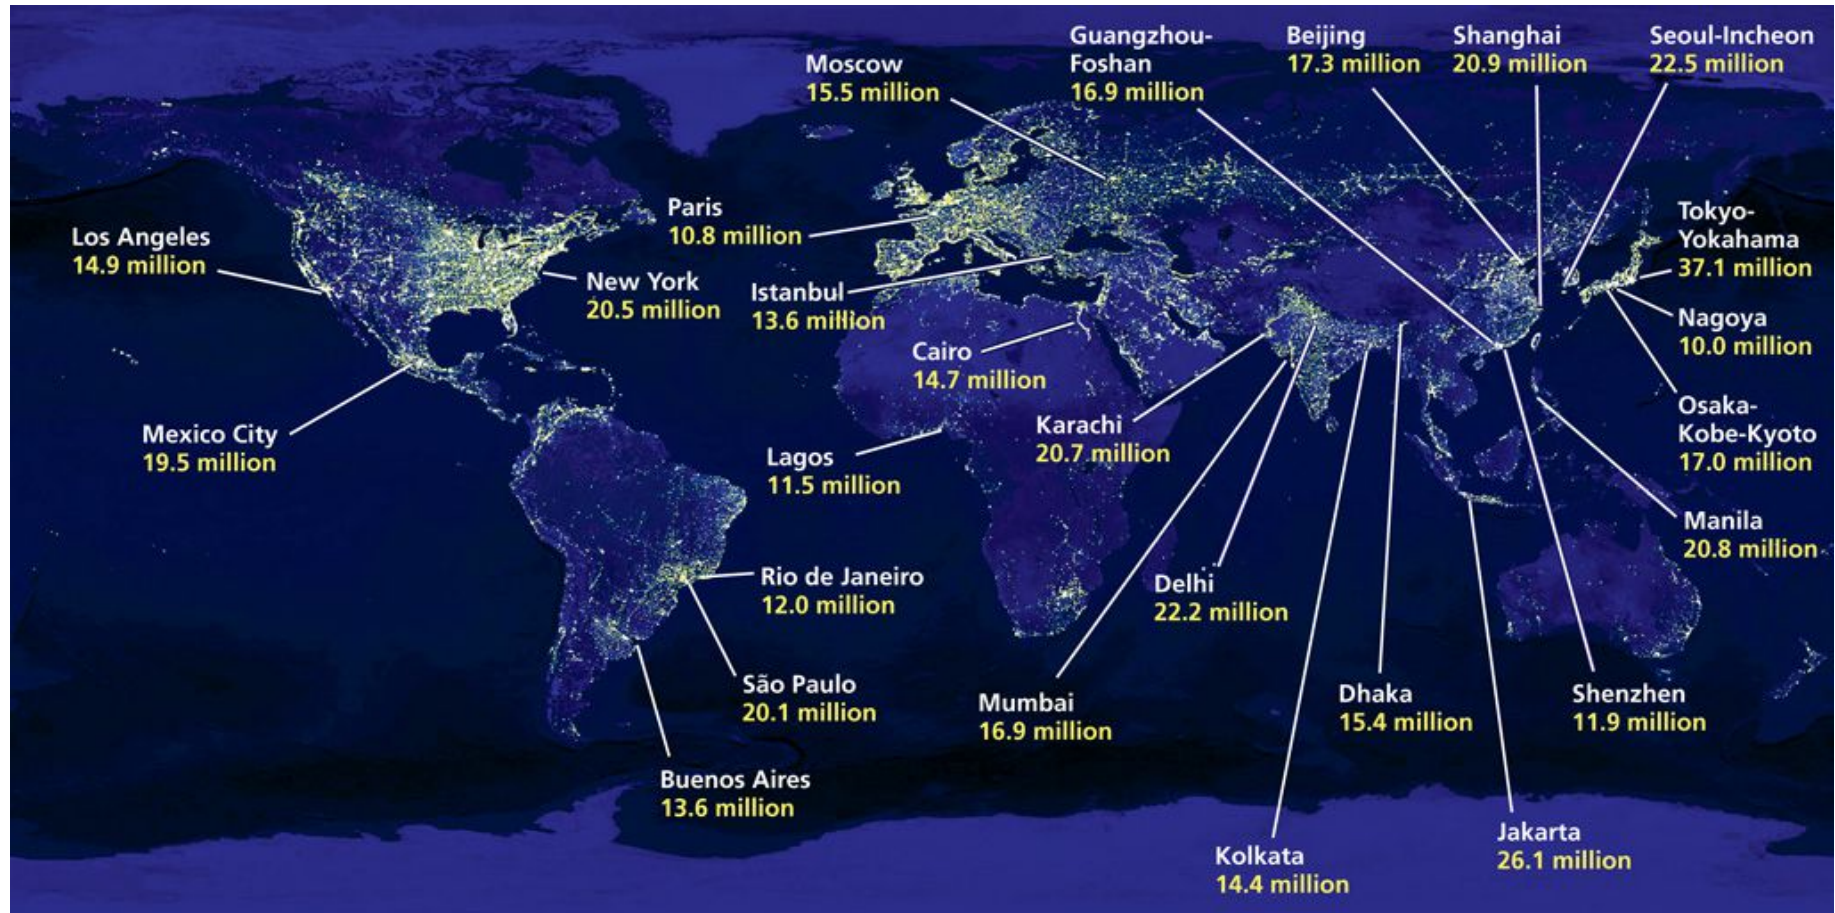 Guangzhou-
Foshan
16.9 million
Beijing
17.3 million
Shanghai
20.9 million
Seoul-Incheon
22.5 million
Moscow
15.5 million
Paris
10.8 million
Los Angeles
14.9 million
New York
20.5 million
Istanbul
13.6 million
Tokyo-
Yokahama
37.1 million
Nagoya
10.0 million
Cairo
14.7 million
Mexico City
19.5 million
Karachi
20.7 million
Osaka-
Kobe-Kyoto
17.0 million
Lagos
11.5 million
Manila
20.8 million
Rio de Janeiro
12.0 million
Delhi
22.2 million
São Paulo
20.1 million
Mumbai
16.9 million
Dhaka
15.4 million
Shenzhen
11.9 million
Buenos Aires
13.6 million
Jakarta
26.1 million
Kolkata
14.4 million